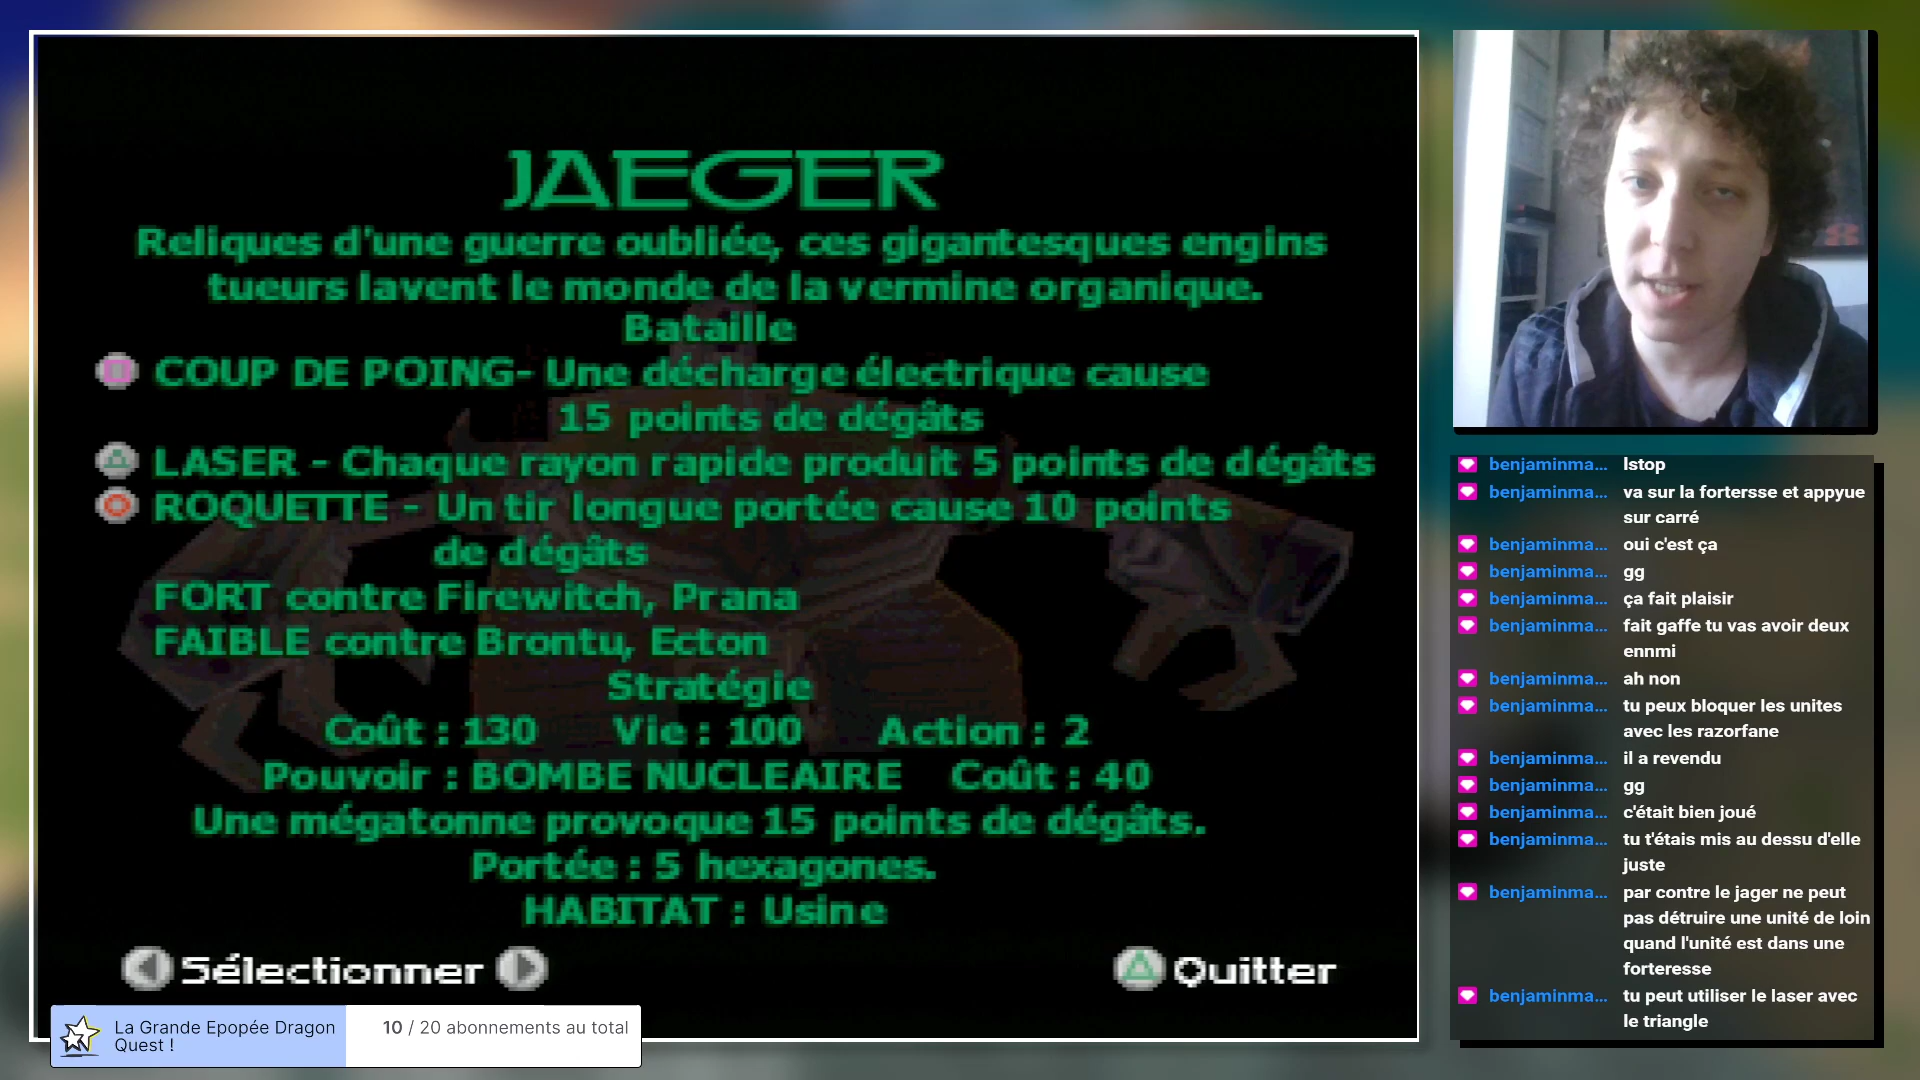 JAEGER
Reliques d'une guerre oubliée, ces gigantesques engins
tueurs lavent le monde de la vermine organique.
Bataille
COUP DE POING- Une décharge électrique cause
15 points de dégâts
LASER - Chaque rayon rapide produit 5 points de dégâts
ROQUETTE - Un tir longue portée cause 10 points
de dégâts
FORT contre Firewitch, Prana
FAIBLE contre Brontu, Ecton
Stratégie
Coût : 130 Vie : 100 Action : 2
Pouvoir : BOMBE NUCLEAIRE Coût : 40
Une mégatonne provoque 15 points de dégâts.
Portée : 5 hexagones.
HABITAT : Usine
Sélectionner
Quitter
La Grande Epopée Dragon
Quest !
10 / 20 abonnements au total
benjaminma... lstop
benjaminma... va sur la fortersse et appyue
sur carré
benjaminma... oui c'est ça
benjaminma... gg
benjaminma... ça fait plaisir
benjaminma... fait gaffe tu vas avoir deux
ennmi
benjaminma... ah non
benjaminma... tu peux bloquer les unites
avec les razorfane
benjaminma... il a revendu
benjaminma... gg
benjaminma... c'était bien joué
benjaminma... tu t'étais mis au dessu d'elle
juste
benjaminma... par contre le jager ne peut
pas détruire une unité de loin
quand l'unité est dans une
forteresse
benjaminma... tu peut utiliser le laser avec
le triangle